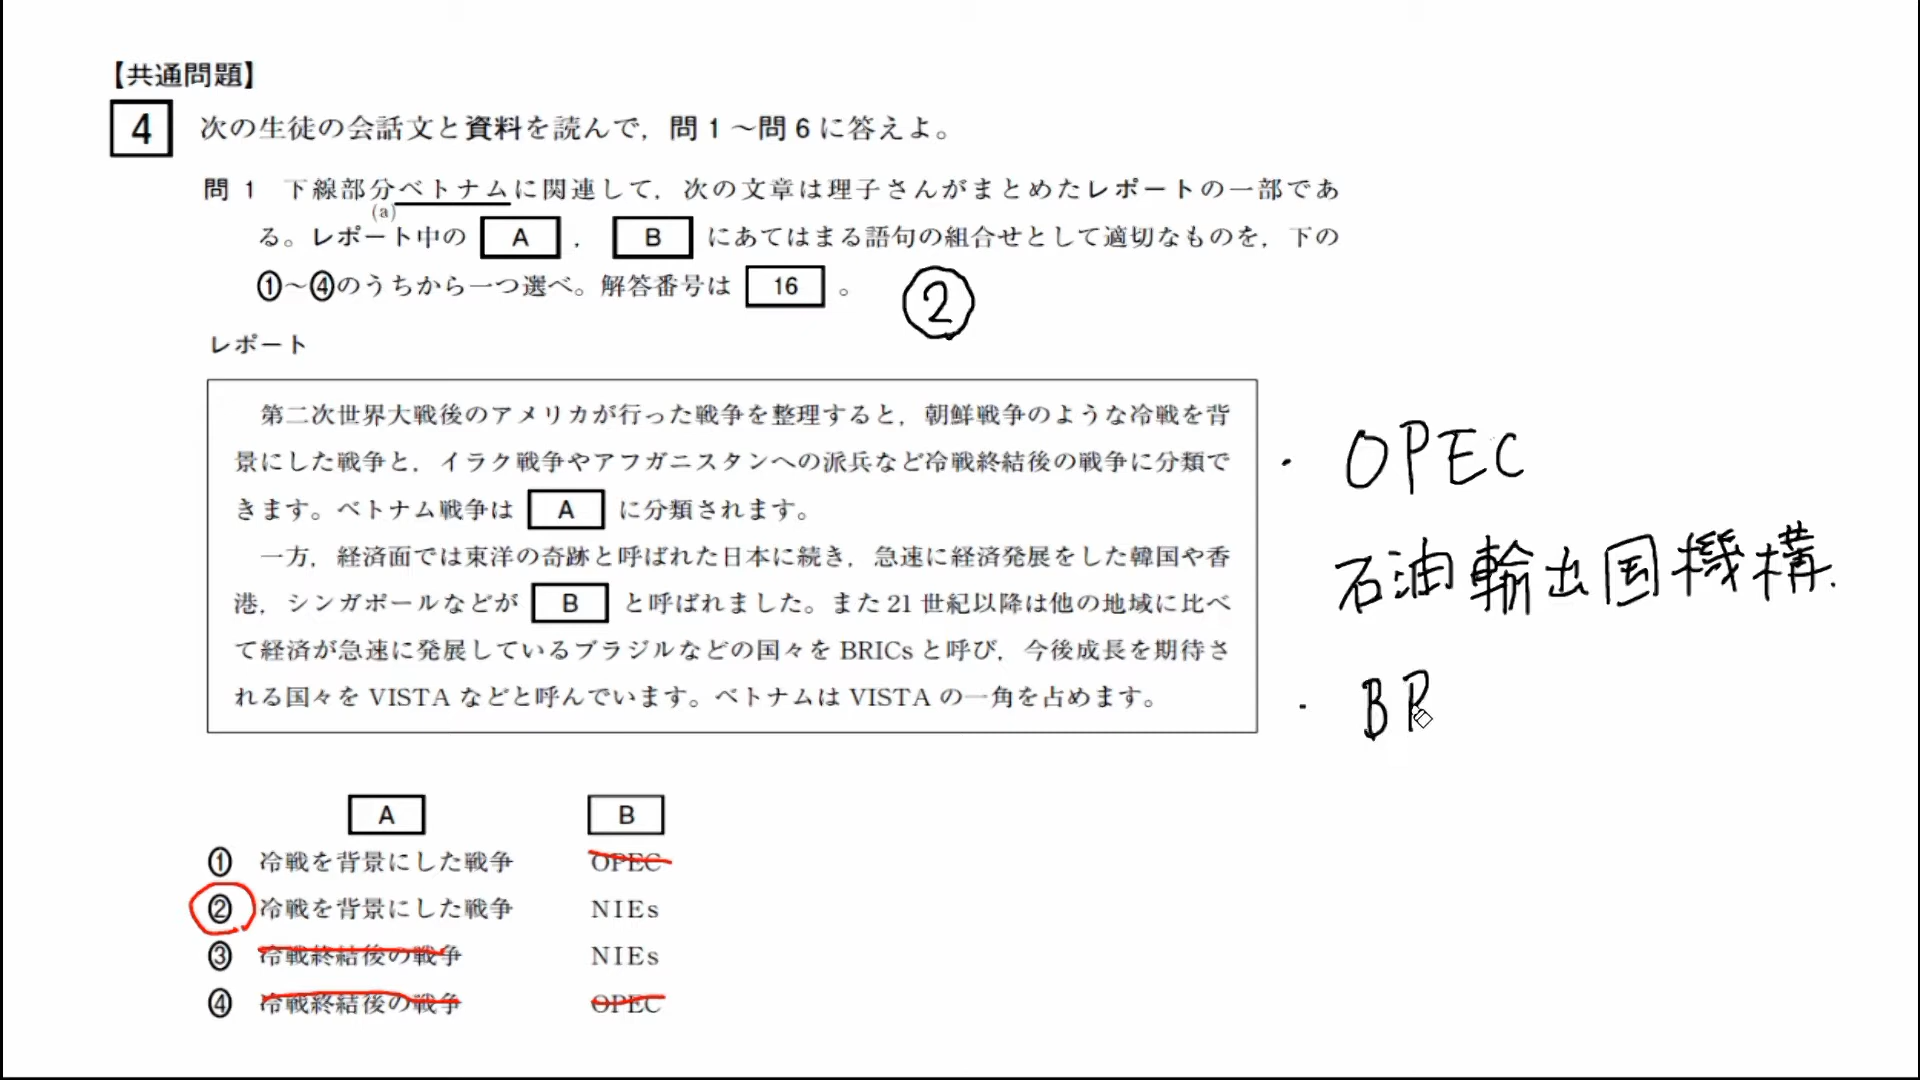 【共通問題】
4 次の生徒の会話文と資料を読んで，問1～問6に答えよ。
問1 下線部分ベトナムに関連して，次の文章は理子さんがまとめたレポートの一部であ
(a)
る。レポート中の A ， B にあてはまる語句の組合せとして適切なものを，下の
①～④のうちから一つ選べ。解答番号は 16 。
②
レポート
第二次世界大戦後のアメリカが行った戦争を整理すると，朝鮮戦争のような冷戦を背
景にした戦争と，イラク戦争やアフガニスタンへの派兵など冷戦終結後の戦争に分類で
きます。ベトナム戦争は A に分類されます。
一方，経済面では東洋の奇跡と呼ばれた日本に続き，急速に経済発展をした韓国や香
港，シンガポールなどが B と呼ばれました。また21世紀以降は他の地域に比べ
て経済が急速に発展しているブラジルなどの国々をBRICsと呼び，今後成長を期待さ
れる国々をVISTAなどと呼んでいます。ベトナムはVISTAの一角を占めます。
・OPEC
石油輸出国機構.
・BR
A B
① 冷戦を背景にした戦争 OPEC
② 冷戦を背景にした戦争 NIEs
③ 冷戦終結後の戦争 NIEs
④ 冷戦終結後の戦争 OPEC